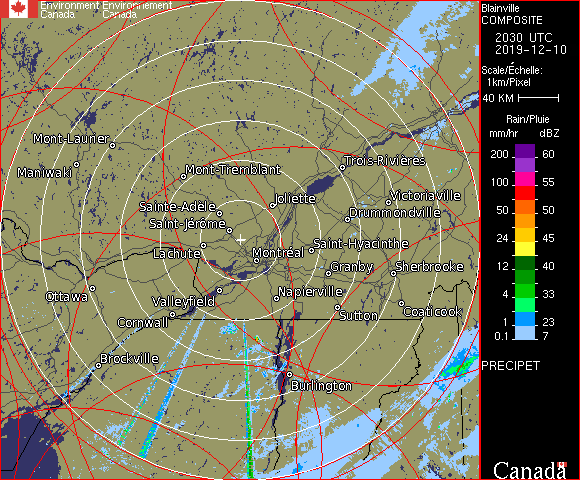 Environment Environnement
Canada Canada
Blainville
COMPOSITE
2030 UTC
2019-12-10
Scale/Échelle:
1km/Pixel
40 KM
Rain/Pluie
mm/hr dBZ
200 60
100 55
50 50
24 45
12 40
4 33
1 23
0.1 7
PRECIPET
Canada
Mont-Laurier
Maniwaki
Mont-Tremblant
Trois-Rivières
Joliette
Victoriaville
Sainte-Adèle
Drummondville
Saint-Jérôme
Saint-Hyacinthe
Lachute
Montréal
Granby
Sherbrooke
Ottawa
Valleyfield
Napierville
Coaticook
Cornwall
Sutton
Brockville
Burlington